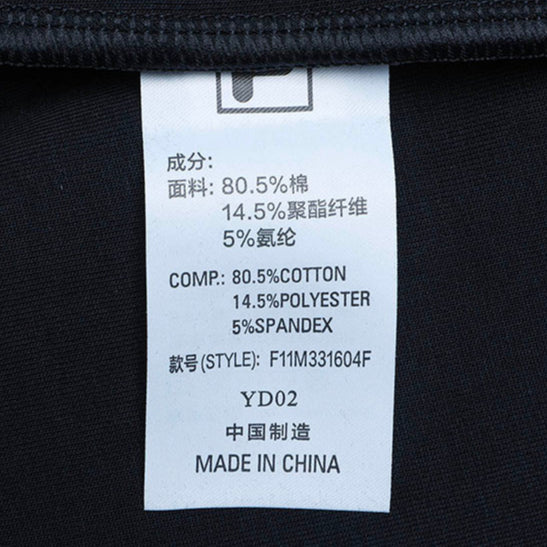 成分:
面料: 80.5%棉
14.5%聚酯纤维
5%氨纶
COMP.: 80.5%COTTON
14.5%POLYESTER
5%SPANDEX
款号(STYLE): F11M331604F
YD02
中国制造
MADE IN CHINA